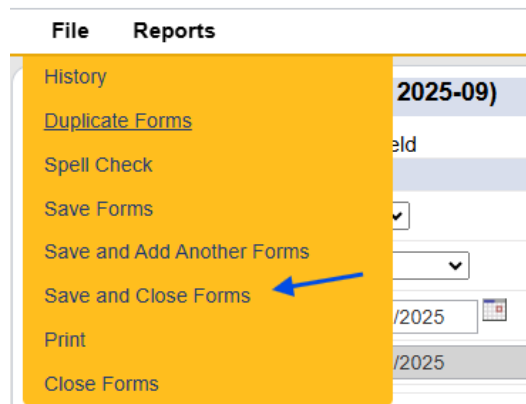 File Reports
History
2025-09)
Duplicate Forms
eld
Spell Check
Save Forms
Save and Add Another Forms
Save and Close Forms
/2025
Print
/2025
Close Forms